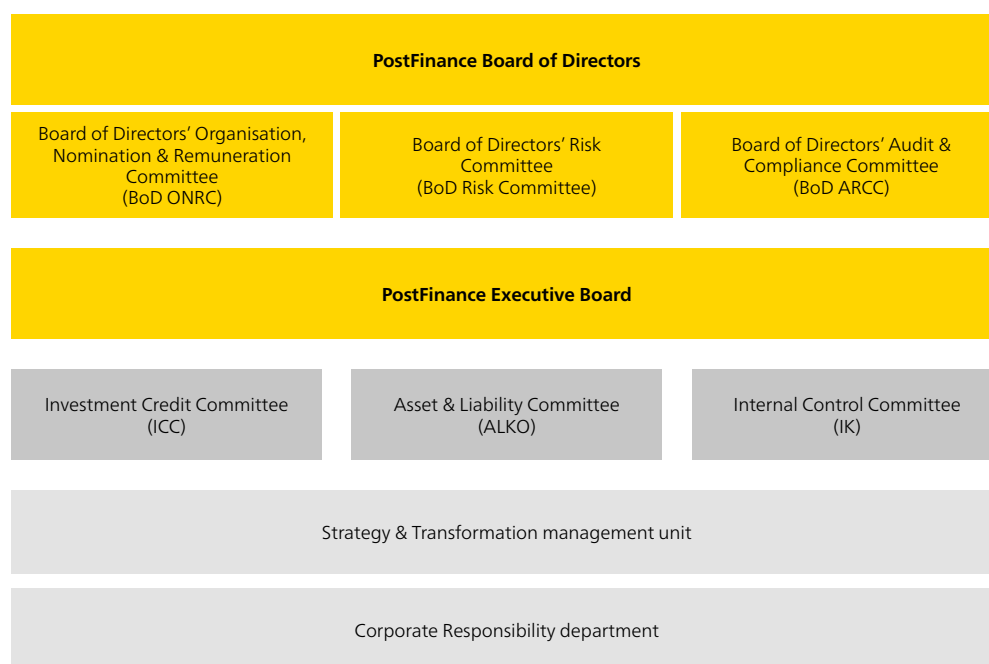 PostFinance Board of Directors
Board of Directors’ Organisation,
Nomination & Remuneration
Committee
(BoD ONRC)
Board of Directors’ Risk
Committee
(BoD Risk Committee)
Board of Directors’ Audit &
Compliance Committee
(BoD ARCC)
PostFinance Executive Board
Investment Credit Committee
(ICC)
Asset & Liability Committee
(ALKO)
Internal Control Committee
(IK)
Strategy & Transformation management unit
Corporate Responsibility department